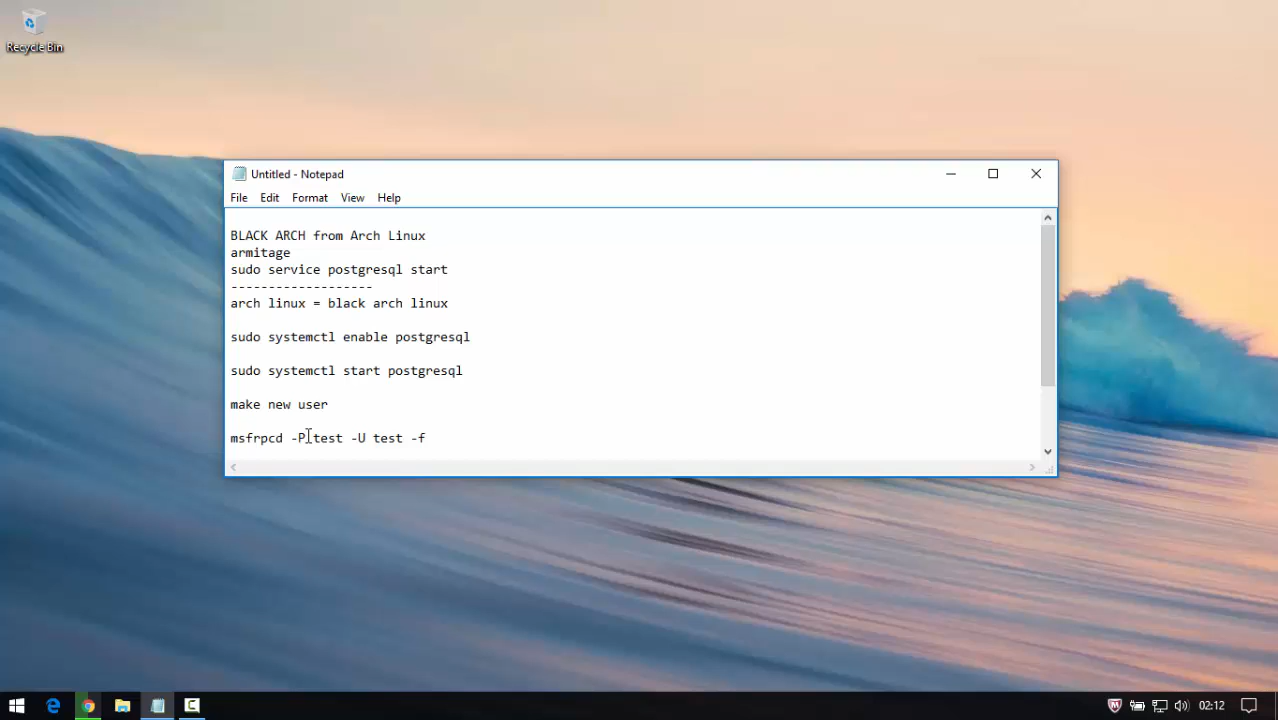 Recycle Bin
Untitled - Notepad
File Edit Format View Help
BLACK ARCH from Arch Linux
armitage
sudo service postgresql start
-------------------
arch linux = black arch linux
sudo systemctl enable postgresql
sudo systemctl start postgresql
make new user
msfrpcd -P test -U test -f
02:12